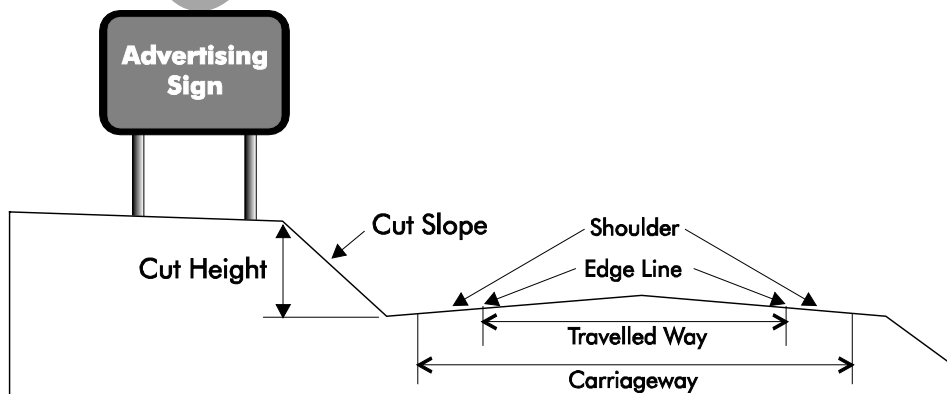 Advertising
Sign
Cut Slope
Shoulder
Cut Height
Edge Line
Travelled Way
Carriageway